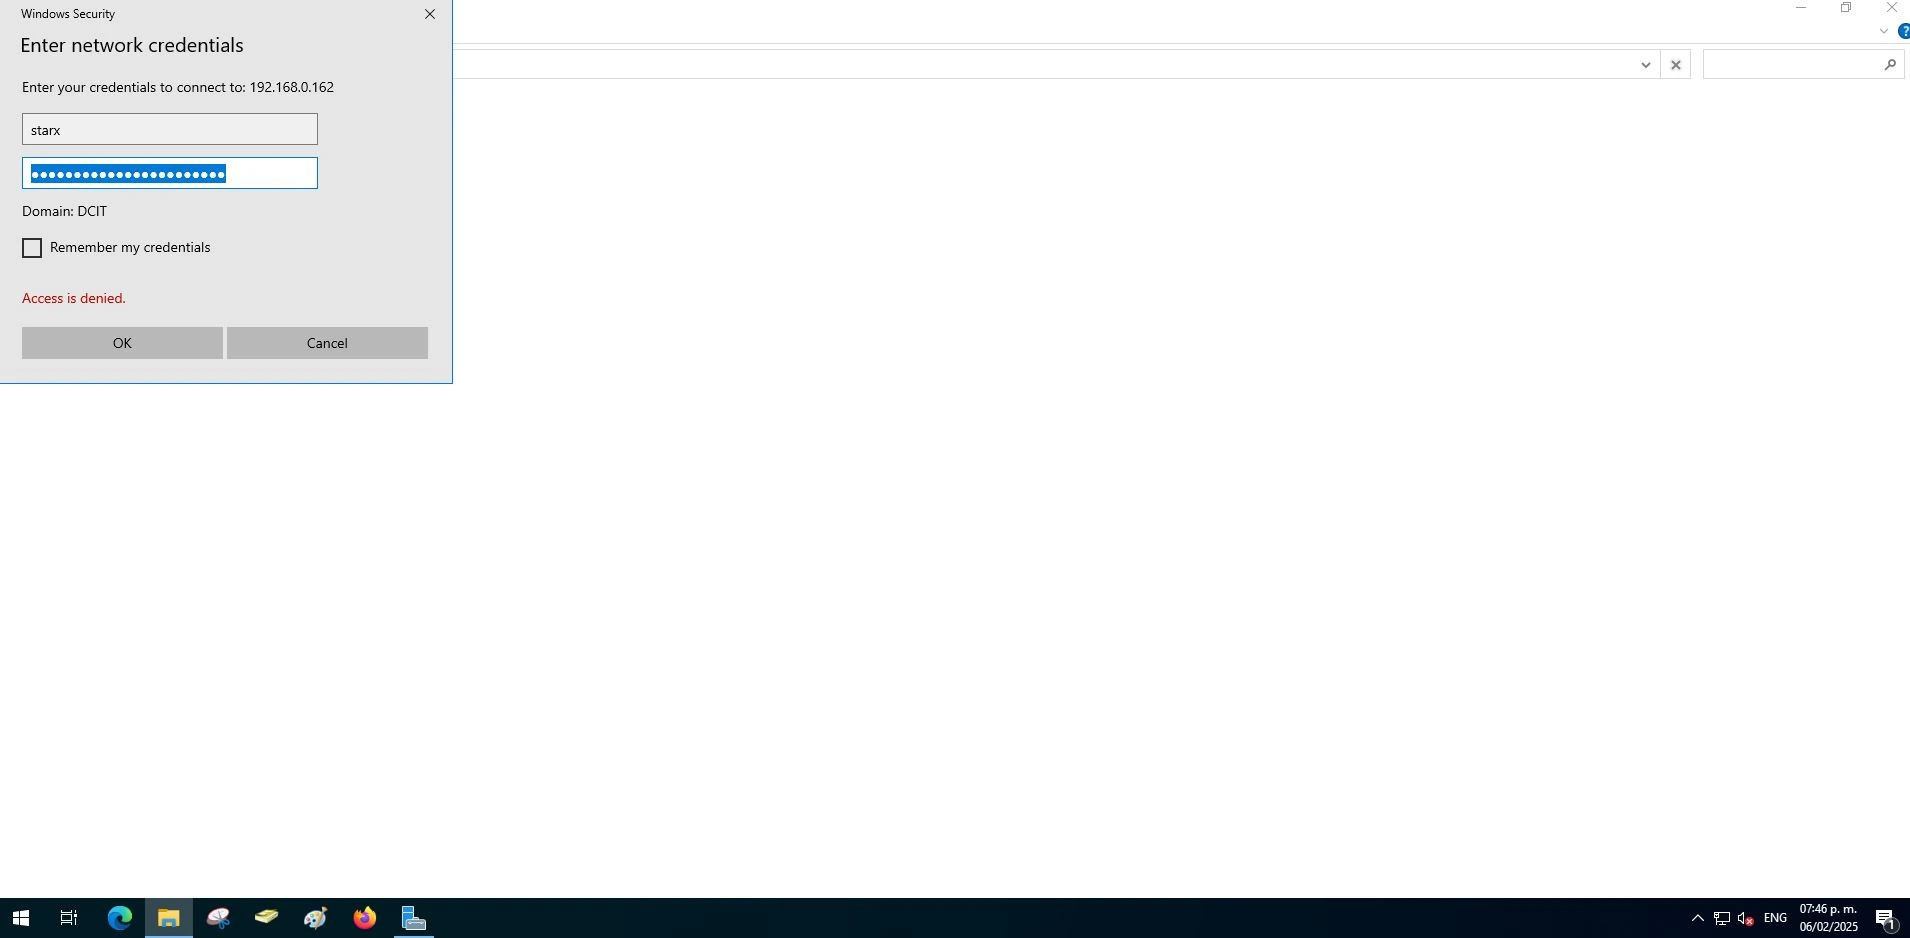 Windows Security
Enter network credentials
Enter your credentials to connect to: 192.168.0.162
starx
●●●●●●●●●●●●●●●●●●●●●●●
Domain: DCIT
Remember my credentials
Access is denied.
OK
Cancel
?
ENG
07:46 p. m.
06/02/2025
1